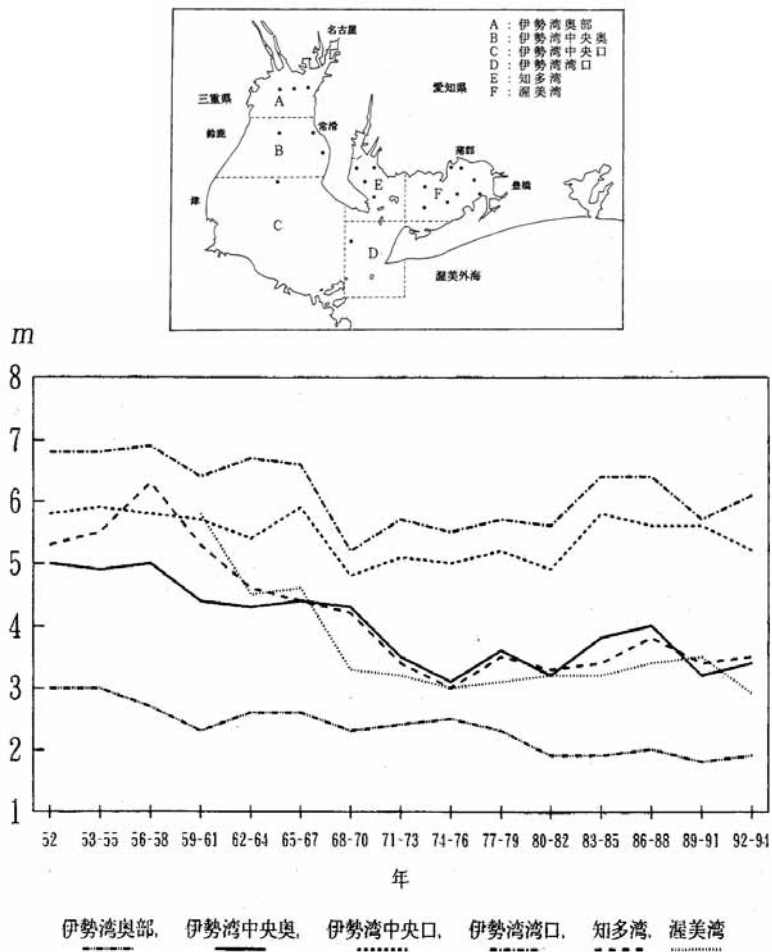 名古屋
A : 伊勢湾奥部
B : 伊勢湾中央奥
C : 伊勢湾中央口
D : 伊勢湾湾口
E : 知多湾
F : 渥美湾
三重県
愛知県
A
鈴鹿
常滑
B
蒲郡
E
F
豊橋
津
C
D
渥美外海
m
8
7
6
5
4
3
2
1
52 53-55 56-58 59-61 62-64 65-67 68-70 71-73 74-76 77-79 80-82 83-85 86-88 89-91 92-94
年
伊勢湾奥部, 伊勢湾中央奥, 伊勢湾中央口, 伊勢湾湾口, 知多湾, 渥美湾